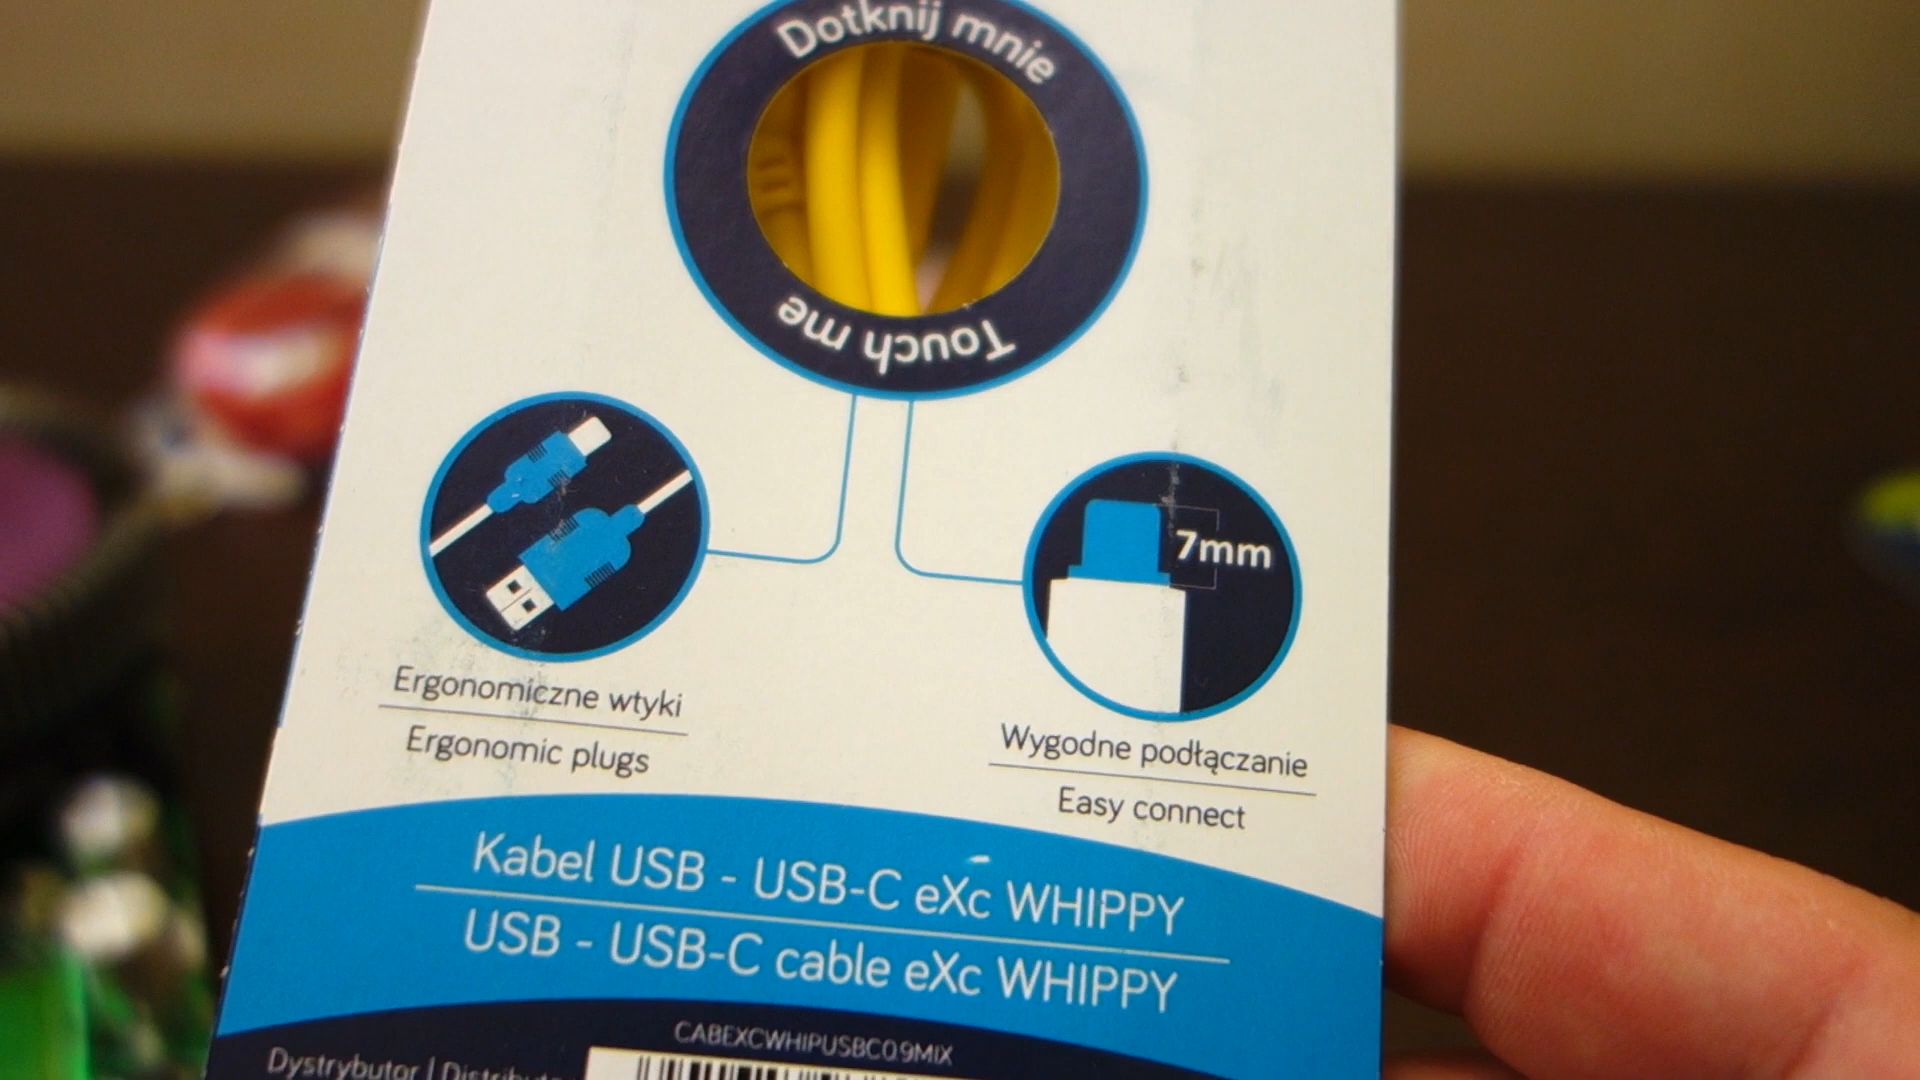 Dotknij mnie
Touch me
7mm
Ergonomiczne wtyki
Ergonomic plugs
Wygodne podłączanie
Easy connect
Kabel USB - USB-C eXc WHIPPY
USB - USB-C cable eXc WHIPPY
CABEXCWHIPUSBC0.9MIX
Dystrybutor |